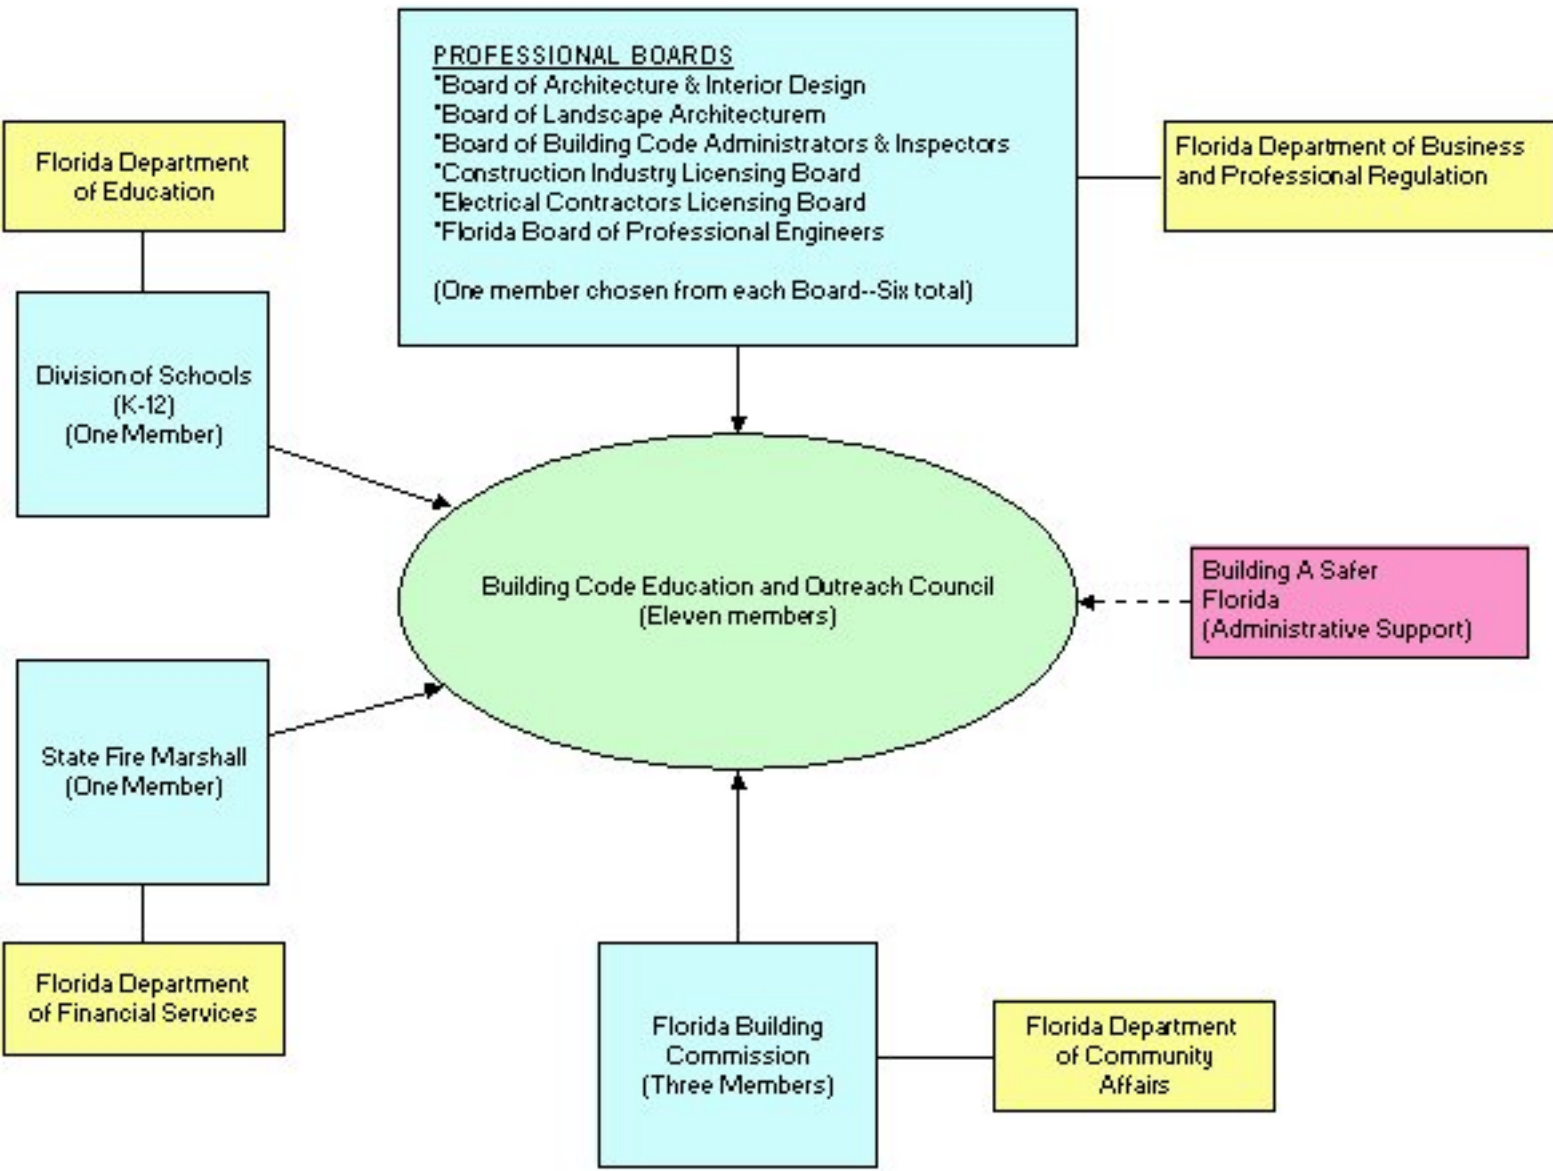 PROFESSIONAL BOARDS
*Board of Architecture & Interior Design
*Board of Landscape Architecturem
*Board of Building Code Administrators & Inspectors
*Construction Industry Licensing Board
*Electrical Contractors Licensing Board
*Florida Board of Professional Engineers
(One member chosen from each Board--Six total)
Florida Department
of Education
Florida Department of Business
and Professional Regulation
Division of Schools
(K-12)
(One Member)
Building Code Education and Outreach Council
(Eleven members)
Building A Safer
Florida
(Administrative Support)
State Fire Marshall
(One Member)
Florida Department
of Financial Services
Florida Building
Commission
(Three Members)
Florida Department
of Community
Affairs